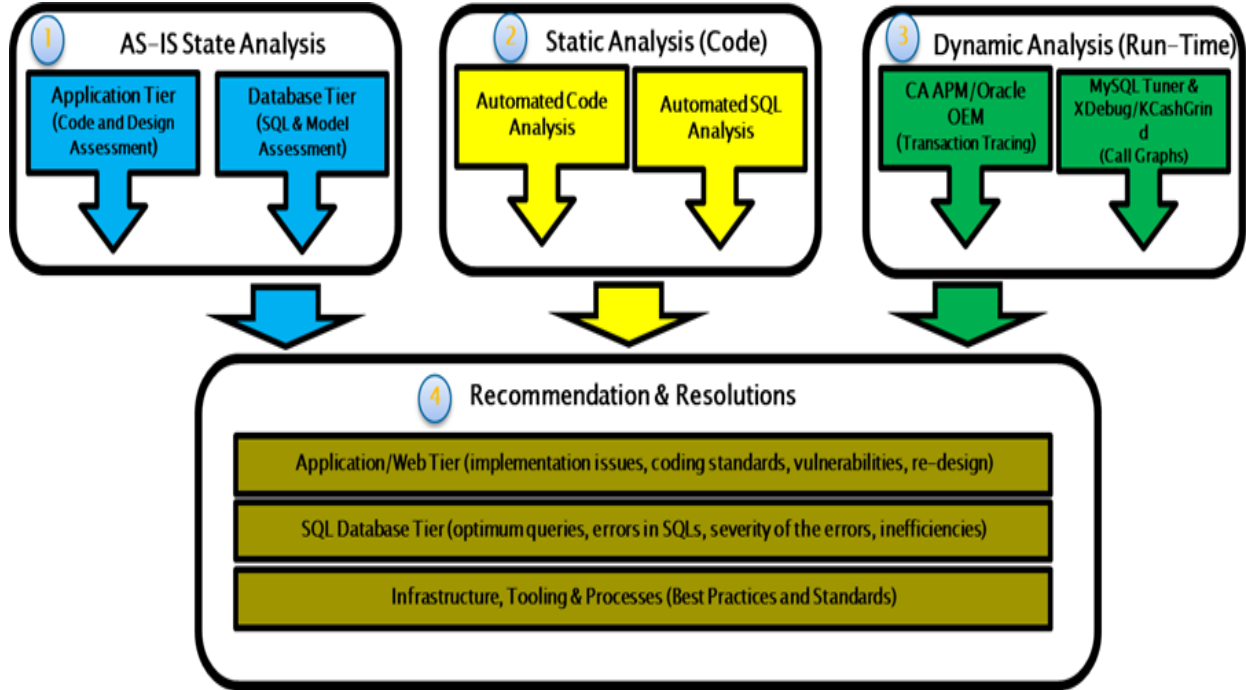 1
AS-IS State Analysis
Application Tier
(Code and Design
Assessment)
Database Tier
(SQL & Model
Assessment)
2
Static Analysis (Code)
Automated Code
Analysis
Automated SQL
Analysis
3
Dynamic Analysis (Run-Time)
CA APM/Oracle
OEM
(Transaction Tracing)
MySQL Tuner &
XDebug/KCashGrin
d
(Call Graphs)
4
Recommendation & Resolutions
Application/Web Tier (implementation issues, coding standards, vulnerabilities, re-design)
SQL Database Tier (optimum queries, errors in SQLs, severity of the errors, inefficiencies)
Infrastructure, Tooling & Processes (Best Practices and Standards)